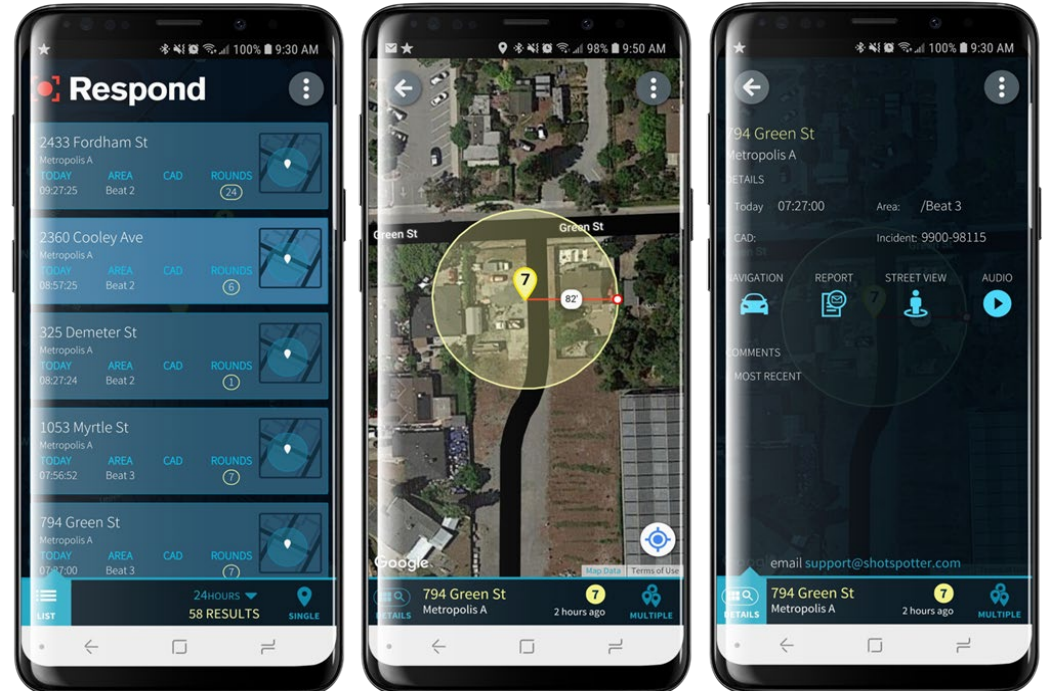 100% 9:30 AM
Respond
2433 Fordham St
Metropolis A
TODAY AREA CAD ROUNDS
09:27:25 Beat 2 24
2360 Cooley Ave
Metropolis A
TODAY AREA CAD ROUNDS
08:57:25 Beat 2 6
325 Demeter St
Metropolis A
TODAY AREA CAD ROUNDS
08:27:24 Beat 2 1
1053 Myrtle St
Metropolis A
TODAY AREA CAD ROUNDS
07:56:52 Beat 3 7
794 Green St
Metropolis A
TODAY AREA CAD ROUNDS
07:27:00 Beat 3 7
24HOURS
58 RESULTS
LIST
SINGLE
98% 9:50 AM
Green St Green St
7
82'
Google
Map Data Terms of Use
DETAILS
794 Green St
Metropolis A
7
2 hours ago
MULTIPLE
100% 9:30 AM
794 Green St
Metropolis A
DETAILS
Today 07:27:00 Area: /Beat 3
CAD: Incident: 9900-98115
NAVIGATION REPORT STREET VIEW AUDIO
7
COMMENTS
MOST RECENT
email support@shotspotter.com
DETAILS
794 Green St
Metropolis A
7
2 hours ago
MULTIPLE